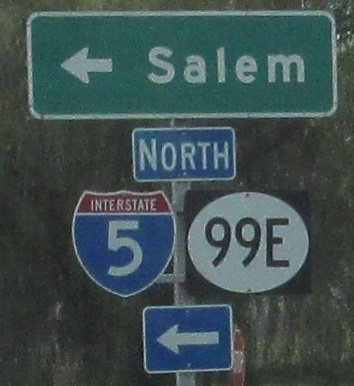 Salem
NORTH
INTERSTATE
5
99E